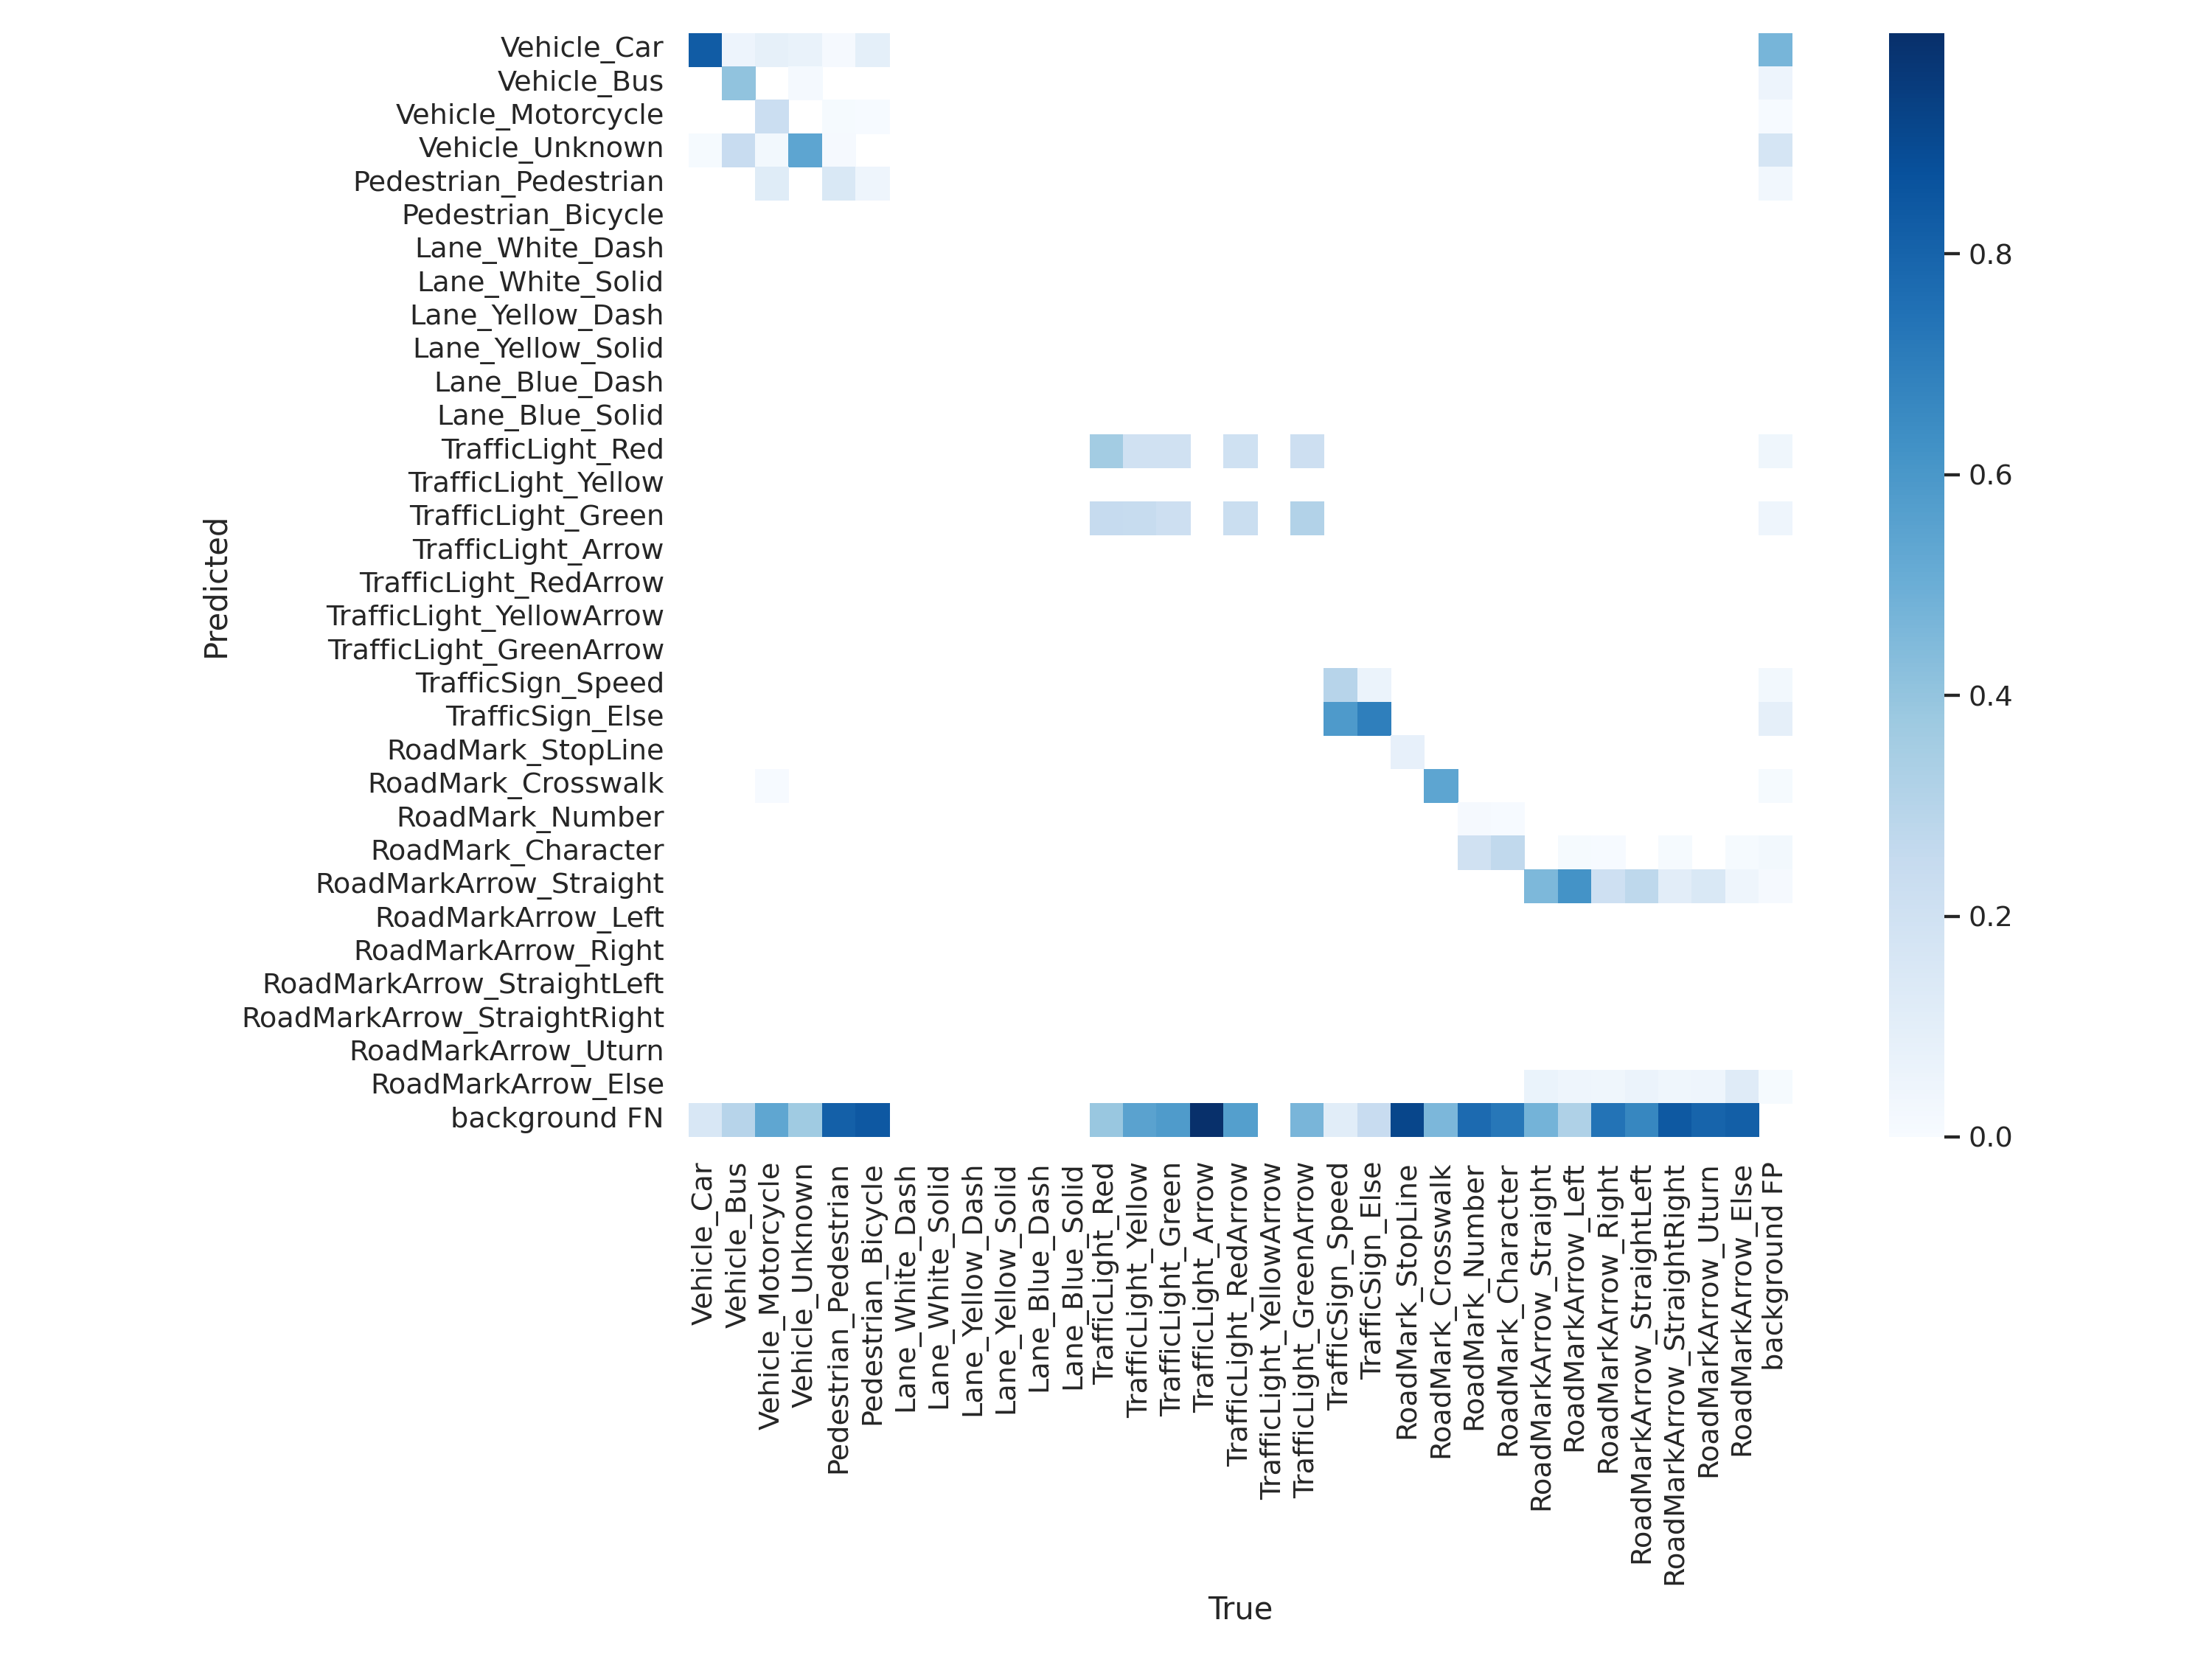 Vehicle_Car
Vehicle_Bus
Vehicle_Motorcycle
Vehicle_Unknown
Pedestrian_Pedestrian
Pedestrian_Bicycle
Lane_White_Dash
Lane_White_Solid
Lane_Yellow_Dash
Lane_Yellow_Solid
Lane_Blue_Dash
Lane_Blue_Solid
TrafficLight_Red
TrafficLight_Yellow
TrafficLight_Green
TrafficLight_Arrow
TrafficLight_RedArrow
TrafficLight_YellowArrow
TrafficLight_GreenArrow
TrafficSign_Speed
TrafficSign_Else
RoadMark_StopLine
RoadMark_Crosswalk
RoadMark_Number
RoadMark_Character
RoadMarkArrow_Straight
RoadMarkArrow_Left
RoadMarkArrow_Right
RoadMarkArrow_StraightLeft
RoadMarkArrow_StraightRight
RoadMarkArrow_Uturn
RoadMarkArrow_Else
background FN
Predicted
0.8
0.6
0.4
0.2
0.0
Vehicle_Car
Vehicle_Bus
Vehicle_Motorcycle
Vehicle_Unknown
Pedestrian_Pedestrian
Pedestrian_Bicycle
Lane_White_Dash
Lane_White_Solid
Lane_Yellow_Dash
Lane_Yellow_Solid
Lane_Blue_Dash
Lane_Blue_Solid
TrafficLight_Red
TrafficLight_Yellow
TrafficLight_Green
TrafficLight_Arrow
TrafficLight_RedArrow
TrafficLight_YellowArrow
TrafficLight_GreenArrow
TrafficSign_Speed
TrafficSign_Else
RoadMark_StopLine
RoadMark_Crosswalk
RoadMark_Number
RoadMark_Character
RoadMarkArrow_Straight
RoadMarkArrow_Left
RoadMarkArrow_Right
RoadMarkArrow_StraightLeft
RoadMarkArrow_StraightRight
RoadMarkArrow_Uturn
RoadMarkArrow_Else
background FP
True